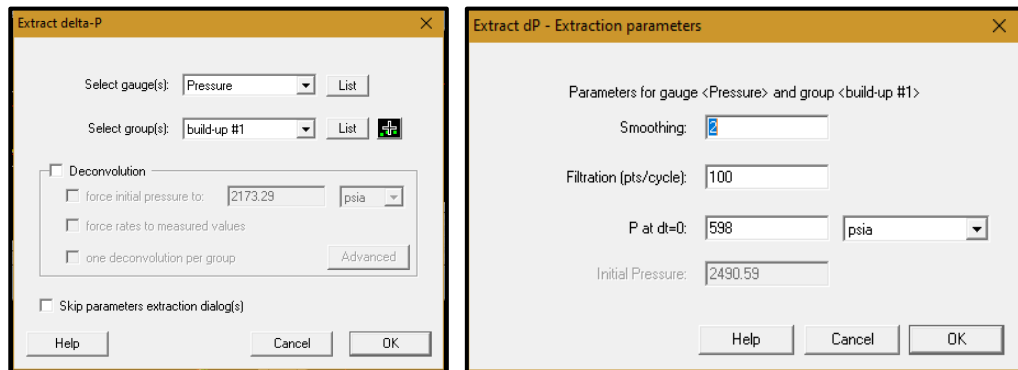 Extract delta-P
Select gauge(s): Pressure List
Select group(s): build-up #1 List
Deconvolution
force initial pressure to: 2173.29 psia
force rates to measured values
one deconvolution per group Advanced
Skip parameters extraction dialog(s)
Help Cancel OK
Extract dP - Extraction parameters
Parameters for gauge <Pressure> and group <build-up #1>
Smoothing: 2
Filtration (pts/cycle): 100
P at dt=0: 598 psia
Initial Pressure: 2490.59
Help Cancel OK